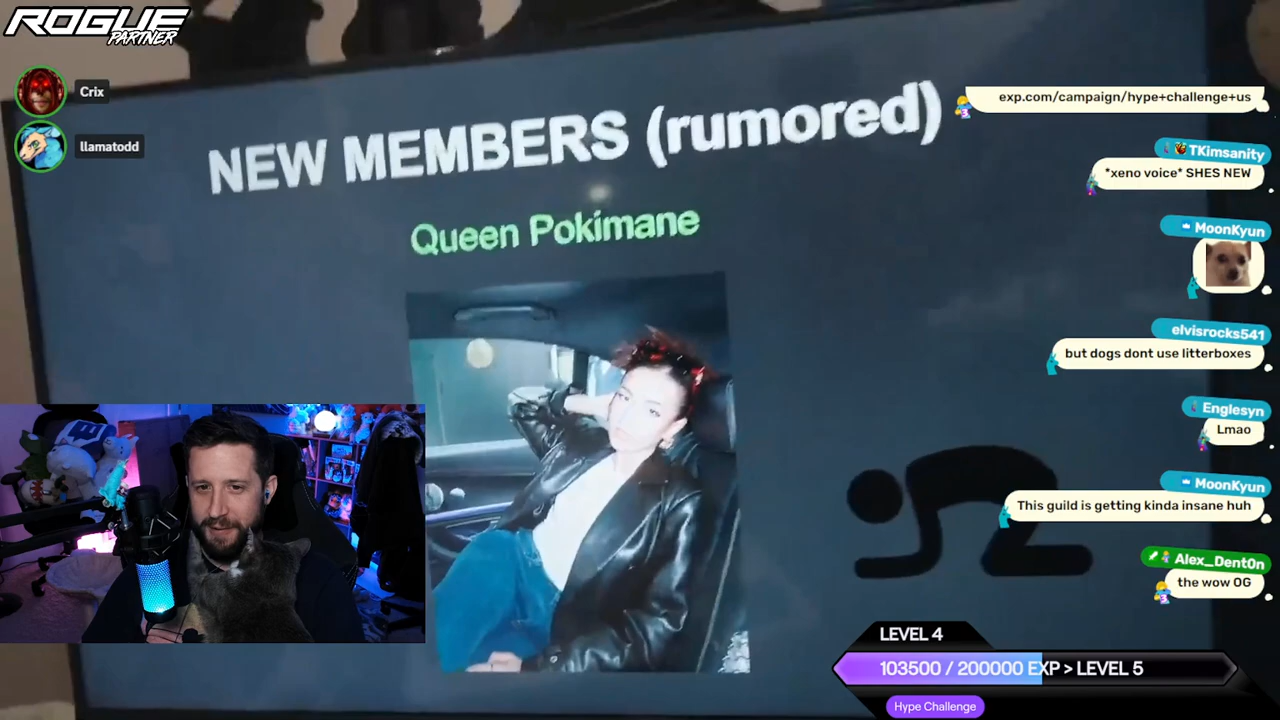 ROGUE
PARTNER
Crix
llamatodd
NEW MEMBERS (rumored)
Queen Pokimane
exp.com/campaign/hype+challenge+us
TKimsanity
*xeno voice* SHES NEW
MoonKyun
elvisrocks541
but dogs dont use litterboxes
Englesyn
Lmao
MoonKyun
This guild is getting kinda insane huh
Alex_Dent0n
the wow OG
LEVEL 4
103500 / 200000 EXP > LEVEL 5
Hype Challenge